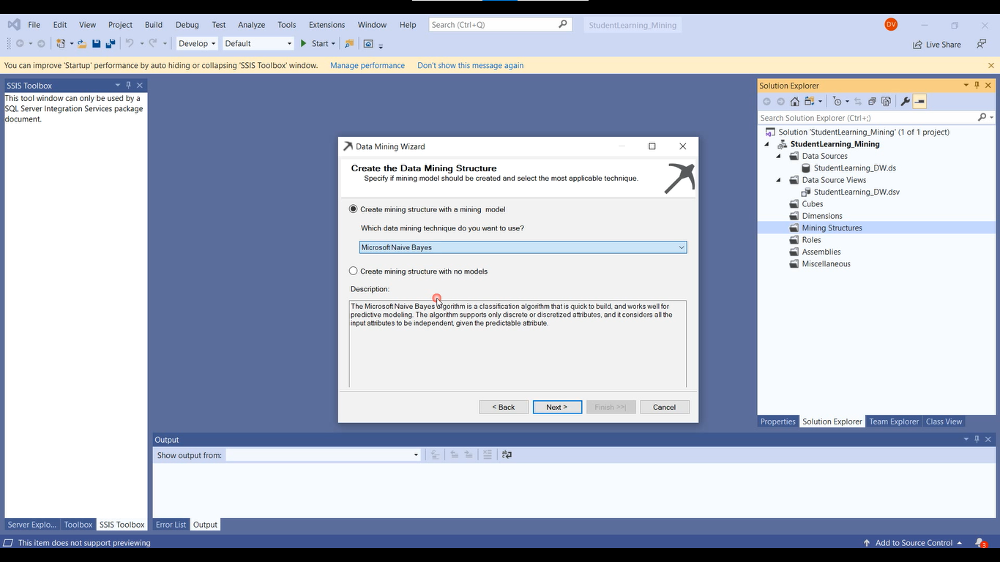 File Edit View Project Build Debug Test Analyze Tools Extensions Window Help Search (Ctrl+Q) StudentLearning_Mining DV
Develop Default Start Live Share
You can improve 'Startup' performance by auto hiding or collapsing 'SSIS Toolbox' window. Manage performance Don't show this message again
SSIS Toolbox
This tool window can only be used by a
SQL Server Integration Services package
document.
Data Mining Wizard
Create the Data Mining Structure
Specify if mining model should be created and select the most applicable technique.
Create mining structure with a mining model
Which data mining technique do you want to use?
Microsoft Naive Bayes
Create mining structure with no models
Description:
The Microsoft Naive Bayes algorithm is a classification algorithm that is quick to build, and works well for
predictive modeling. The algorithm supports only discrete or discretized attributes, and it considers all the
input attributes to be independent, given the predictable attribute.
< Back Next > Finish >>| Cancel
Solution Explorer
Search Solution Explorer (Ctrl+;)
Solution 'StudentLearning_Mining' (1 of 1 project)
StudentLearning_Mining
Data Sources
StudentLearning_DW.ds
Data Source Views
StudentLearning_DW.dsv
Cubes
Dimensions
Mining Structures
Roles
Assemblies
Miscellaneous
Properties Solution Explorer Team Explorer Class View
Output
Show output from:
Server Explo... Toolbox SSIS Toolbox Error List Output
This item does not support previewing Add to Source Control 3